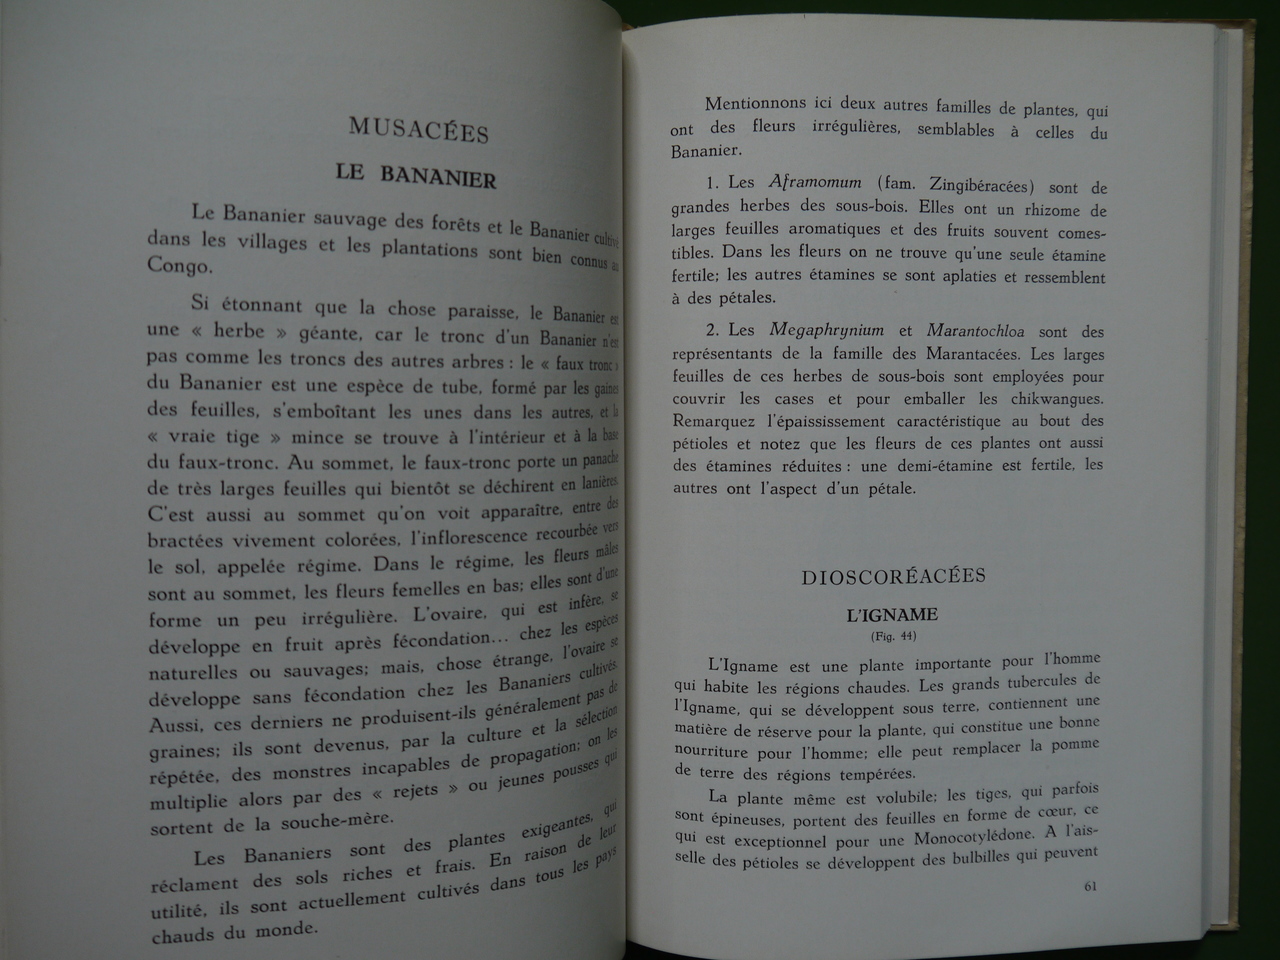 MUSACÉES
LE BANANIER
Le Bananier sauvage des forêts et le Bananier cultivé
dans les villages et les plantations sont bien connus au
Congo.
Si étonnant que la chose paraisse, le Bananier est
une « herbe » géante, car le tronc d'un Bananier n'est
pas comme les troncs des autres arbres : le « faux tronc »
du Bananier est une espèce de tube, formé par les gaines
des feuilles, s'emboîtant les unes dans les autres, et la
« vraie tige » mince se trouve à l'intérieur et à la base
du faux-tronc. Au sommet, le faux-tronc porte un panache
de très larges feuilles qui bientôt se déchirent en lanières.
C'est aussi au sommet qu'on voit apparaître, entre des
bractées vivement colorées, l'inflorescence recourbée vers
le sol, appelée régime. Dans le régime, les fleurs mâles
sont au sommet, les fleurs femelles en bas; elles sont d'une
forme un peu irrégulière. L'ovaire, qui est infère, se
développe en fruit après fécondation... chez les espèces
naturelles ou sauvages; mais, chose étrange, l'ovaire se
développe sans fécondation chez les Bananiers cultivés.
Aussi, ces derniers ne produisent-ils généralement pas de
graines; ils sont devenus, par la culture et la sélection
répétée, des monstres incapables de propagation; on les
multiplie alors par des « rejets » ou jeunes pousses qui
sortent de la souche-mère.
Les Bananiers sont des plantes exigeantes, qui
réclament des sols riches et frais. En raison de leur
utilité, ils sont actuellement cultivés dans tous les pays
chauds du monde.
Mentionnons ici deux autres familles de plantes, qui
ont des fleurs irrégulières, semblables à celles du
Bananier.
1. Les Aframomum (fam. Zingibéracées) sont de
grandes herbes des sous-bois. Elles ont un rhizome de
larges feuilles aromatiques et des fruits souvent comes-
tibles. Dans les fleurs on ne trouve qu'une seule étamine
fertile; les autres étamines se sont aplaties et ressemblent
à des pétales.
2. Les Megaphrynium et Marantochloa sont des
représentants de la famille des Marantacées. Les larges
feuilles de ces herbes de sous-bois sont employées pour
couvrir les cases et pour emballer les chikwangues.
Remarquez l'épaississement caractéristique au bout des
pétioles et notez que les fleurs de ces plantes ont aussi
des étamines réduites : une demi-étamine est fertile, les
autres ont l'aspect d'un pétale.
DIOSCORÉACÉES
L'IGNAME
(Fig. 44)
L'Igname est une plante importante pour l'homme
qui habite les régions chaudes. Les grands tubercules de
l'Igname, qui se développent sous terre, contiennent une
matière de réserve pour la plante, qui constitue une bonne
nourriture pour l'homme; elle peut remplacer la pomme
de terre des régions tempérées.
La plante même est volubile; les tiges, qui parfois
sont épineuses, portent des feuilles en forme de cœur, ce
qui est exceptionnel pour une Monocotylédone. A l'ais-
selle des pétioles se développent des bulbilles qui peuvent
61